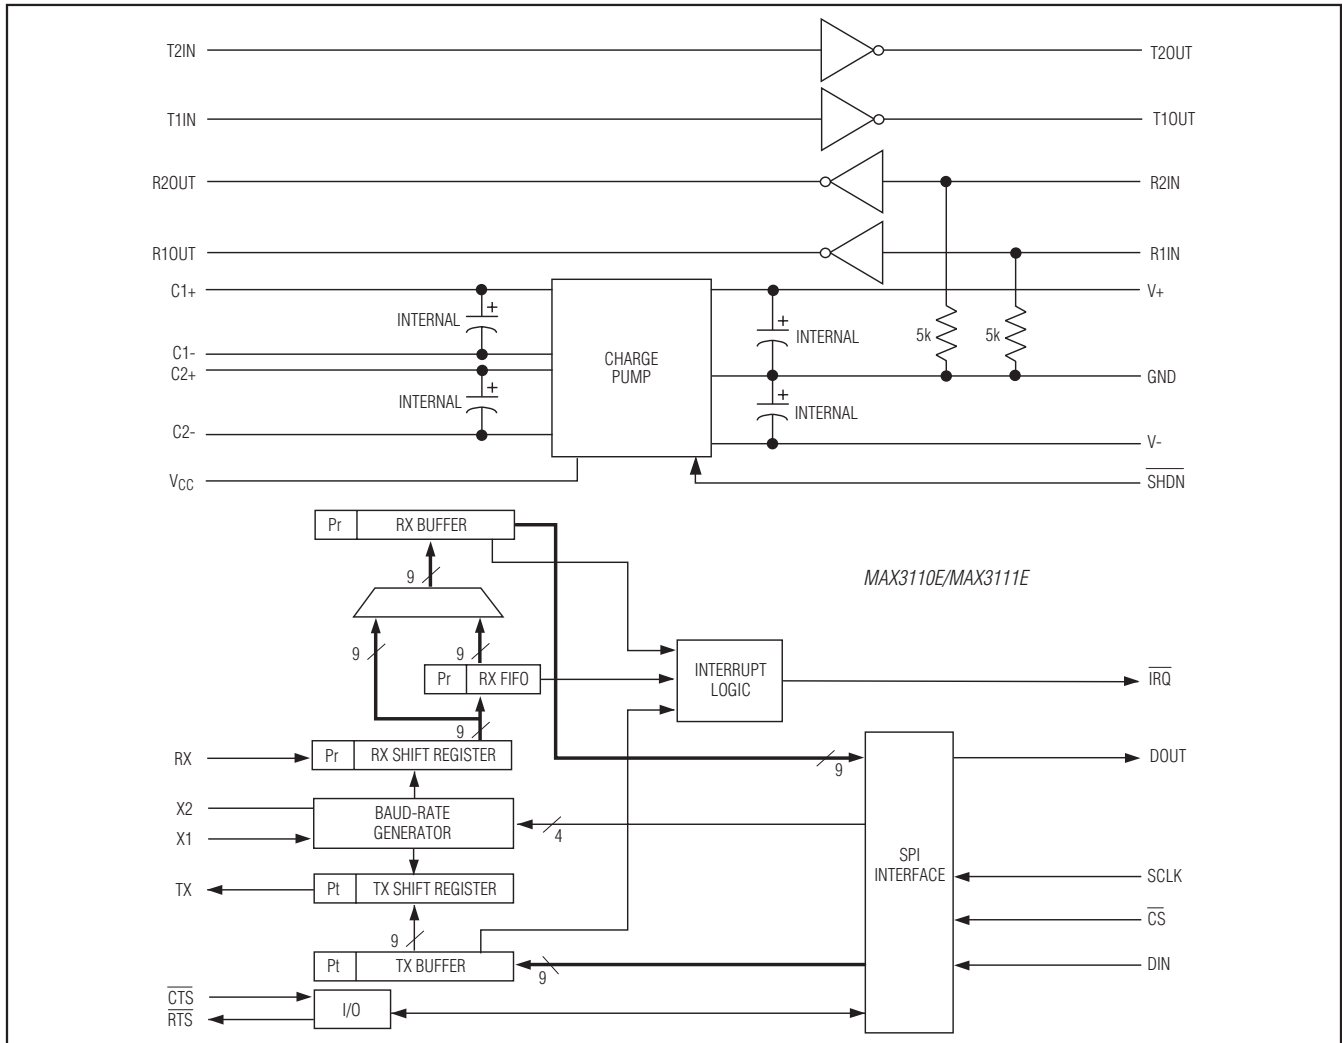 T2IN
T2OUT
T1IN
T1OUT
R2OUT
R2IN
R1OUT
R1IN
C1+
V+
+
INTERNAL
+
INTERNAL
5k
5k
C1-
C2+
CHARGE
PUMP
GND
+
INTERNAL
+
INTERNAL
C2-
V-
VCC
SHDN
Pr
RX BUFFER
9
MAX3110E/MAX3111E
9
9
Pr
RX FIFO
INTERRUPT
LOGIC
IRQ
9
RX
Pr
RX SHIFT REGISTER
9
DOUT
X2
X1
BAUD-RATE
GENERATOR
4
SPI
INTERFACE
TX
Pt
TX SHIFT REGISTER
SCLK
CS
9
Pt
TX BUFFER
9
DIN
CTS
RTS
I/O